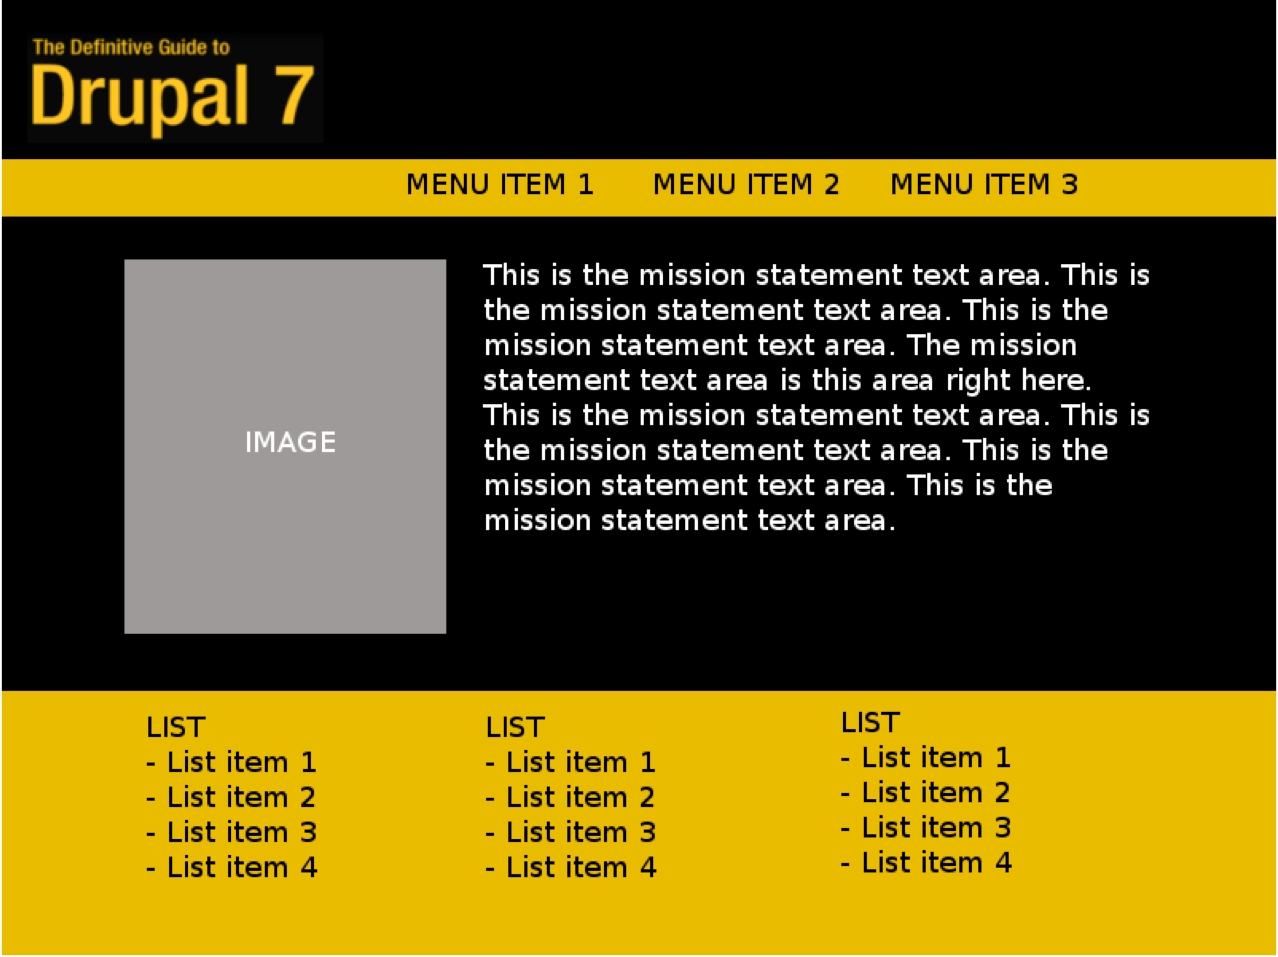 The Definitive Guide to
Drupal 7
MENU ITEM 1 MENU ITEM 2 MENU ITEM 3
IMAGE
This is the mission statement text area. This is
the mission statement text area. This is the
mission statement text area. The mission
statement text area is this area right here.
This is the mission statement text area. This is
the mission statement text area. This is the
mission statement text area. This is the
mission statement text area.
LIST
- List item 1
- List item 2
- List item 3
- List item 4
LIST
- List item 1
- List item 2
- List item 3
- List item 4
LIST
- List item 1
- List item 2
- List item 3
- List item 4